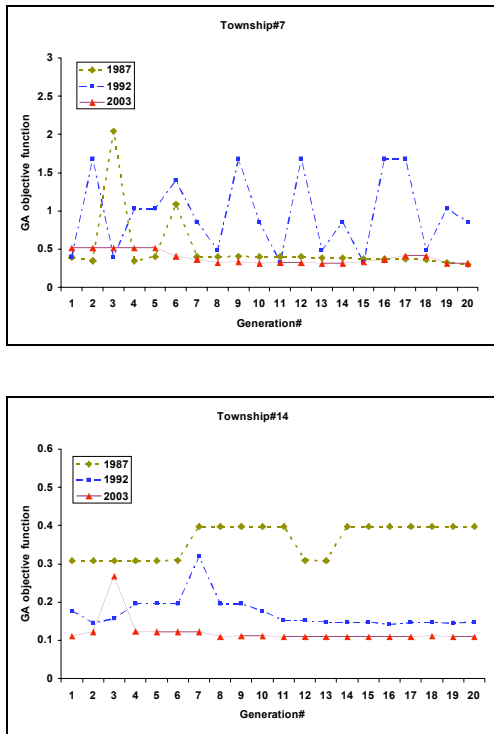 Township#7
3
2.5
2
1.5
1
0.5
0
GA objective function
1987
1992
2003
1 2 3 4 5 6 7 8 9 10 11 12 13 14 15 16 17 18 19 20
Generation#
Township#14
0.6
0.5
0.4
0.3
0.2
0.1
0
GA objective function
1987
1992
2003
1 2 3 4 5 6 7 8 9 10 11 12 13 14 15 16 17 18 19 20
Generation#